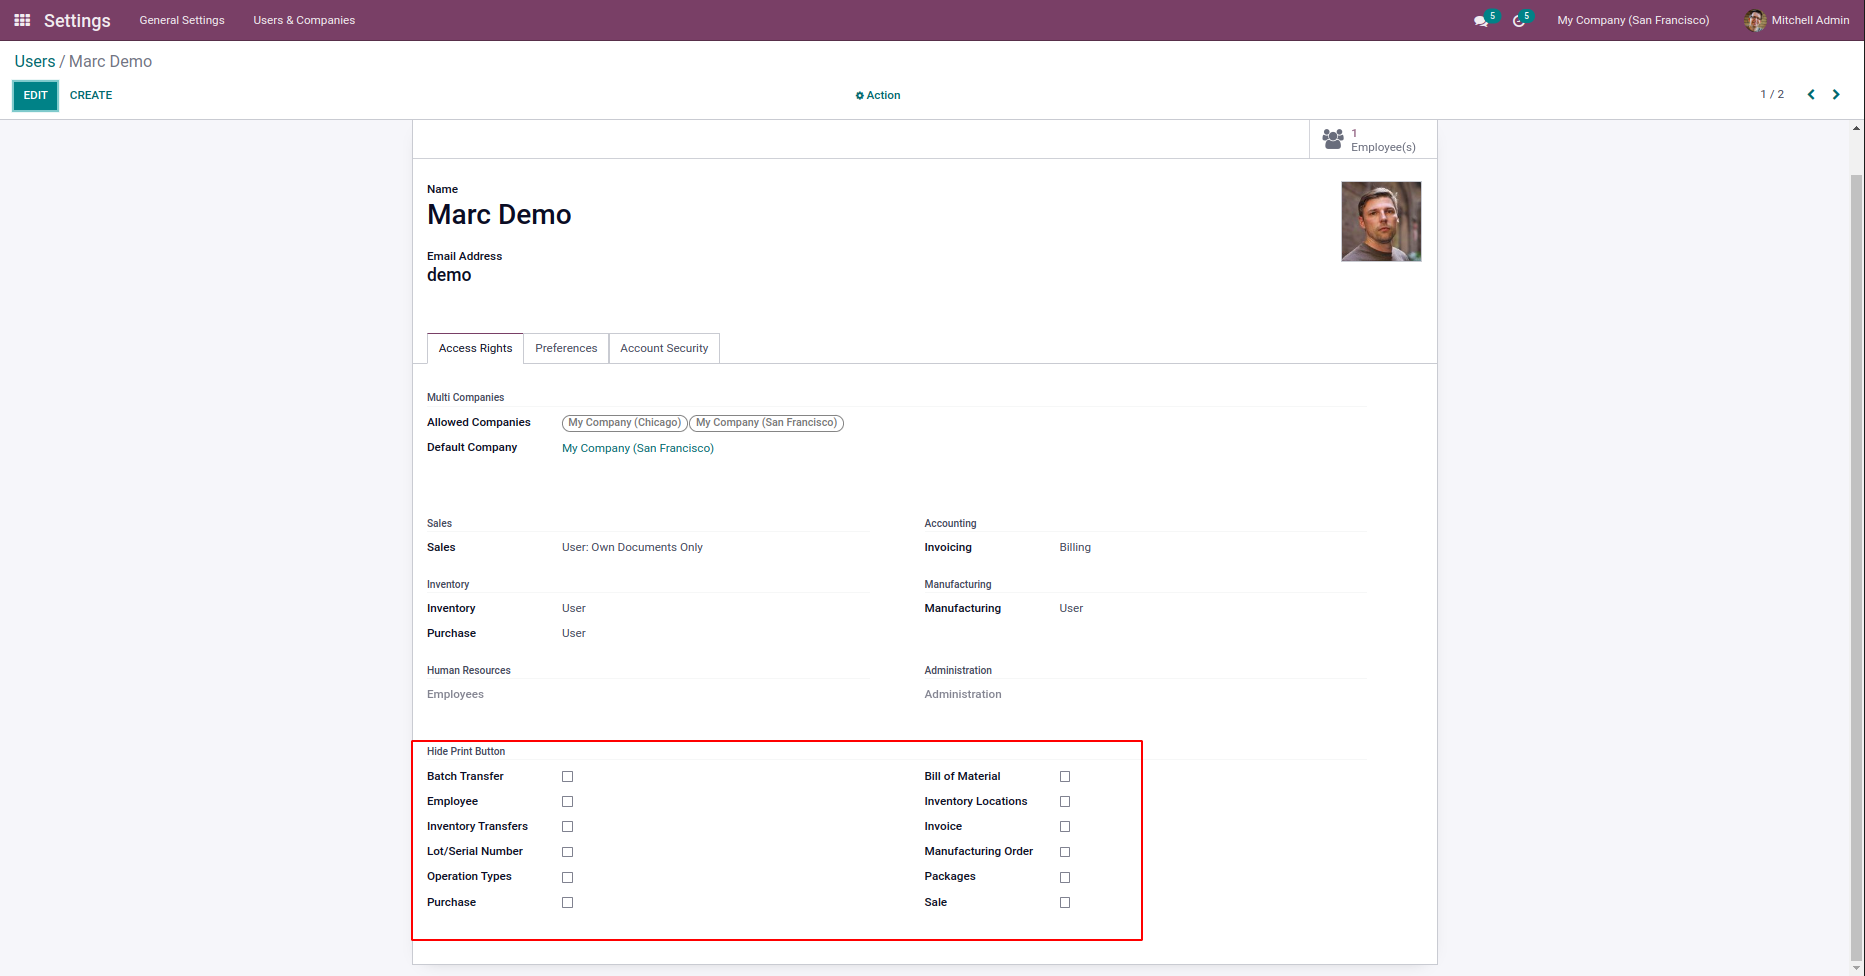 Settings General Settings Users & Companies 5 5 My Company (San Francisco) Mitchell Admin
Users / Marc Demo
EDIT CREATE Action 1 / 2
1
Employee(s)
Name
Marc Demo
Email Address
demo
Access Rights Preferences Account Security
Multi Companies
Allowed Companies My Company (Chicago) My Company (San Francisco)
Default Company My Company (San Francisco)
Sales Accounting
Sales User: Own Documents Only Invoicing Billing
Inventory Manufacturing
Inventory User Manufacturing User
Purchase User
Human Resources Administration
Employees Administration
Hide Print Button
Batch Transfer Bill of Material
Employee Inventory Locations
Inventory Transfers Invoice
Lot/Serial Number Manufacturing Order
Operation Types Packages
Purchase Sale